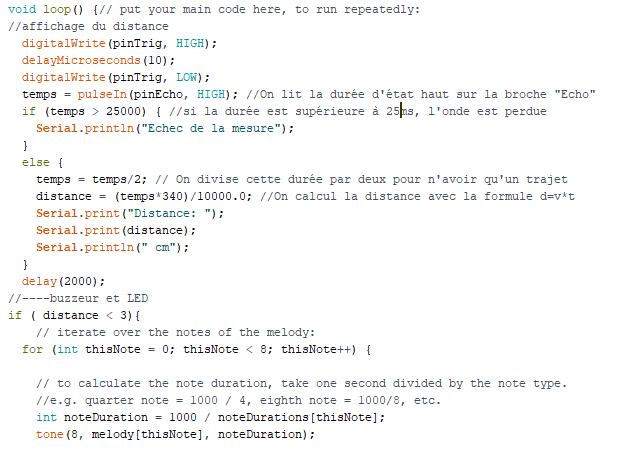 void loop() {// put your main code here, to run repeatedly:
//affichage du distance
digitalWrite(pinTrig, HIGH);
delayMicroseconds(10);
digitalWrite(pinTrig, LOW);
temps = pulseIn(pinEcho, HIGH); //On lit la durée d'état haut sur la broche "Echo"
if (temps > 25000) { //si la durée est supérieure à 25ms, l'onde est perdue
Serial.println("Echec de la mesure");
}
else {
temps = temps/2; // On divise cette durée par deux pour n'avoir qu'un trajet
distance = (temps*340)/10000.0; //On calcul la distance avec la formule d=v*t
Serial.print("Distance: ");
Serial.print(distance);
Serial.println(" cm");
}
delay(2000);
//----buzzeur et LED
if ( distance < 3){
// iterate over the notes of the melody:
for (int thisNote = 0; thisNote < 8; thisNote++) {
// to calculate the note duration, take one second divided by the note type.
//e.g. quarter note = 1000 / 4, eighth note = 1000/8, etc.
int noteDuration = 1000 / noteDurations[thisNote];
tone(8, melody[thisNote], noteDuration);